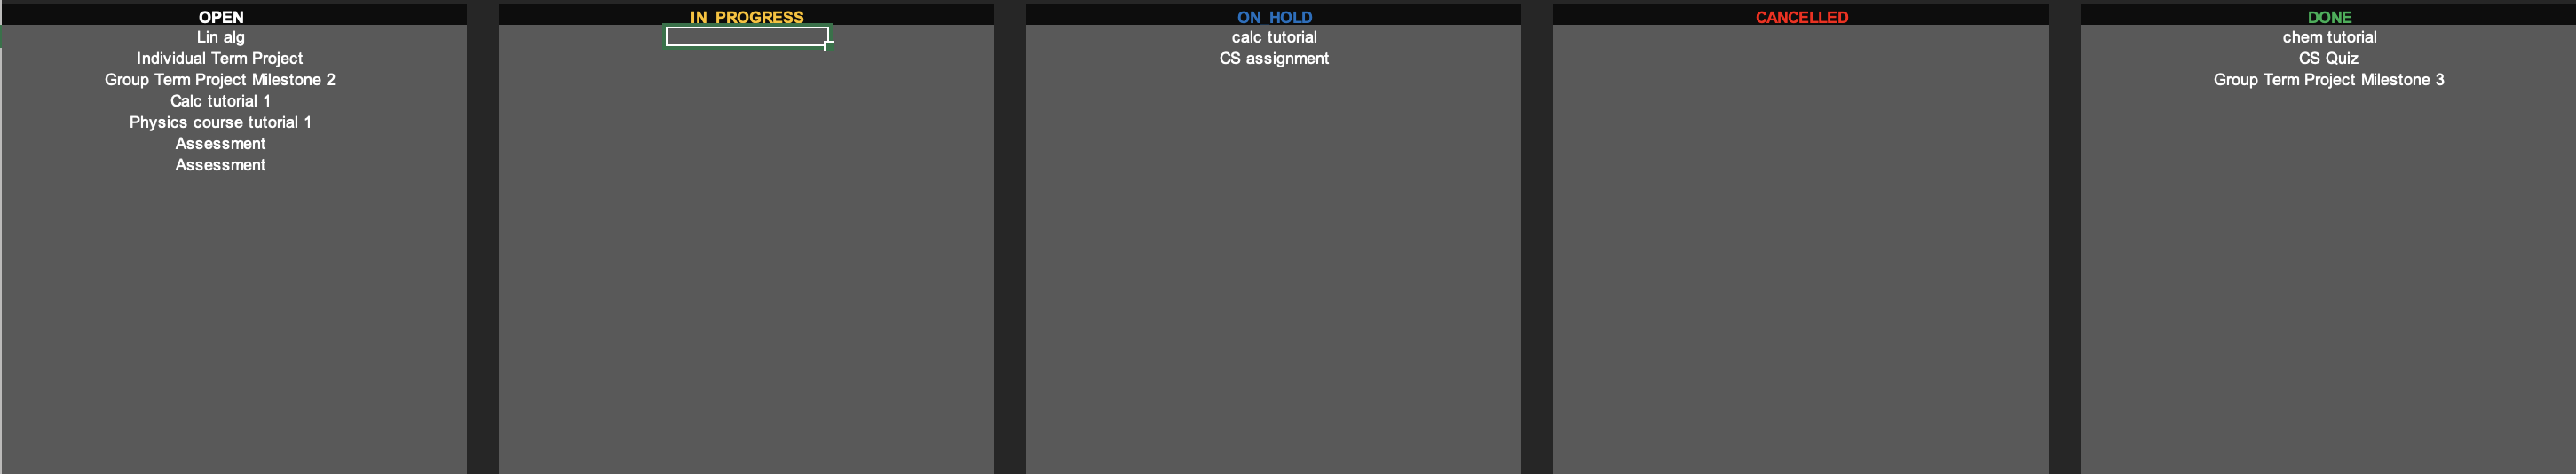 OPEN
Lin alg
Individual Term Project
Group Term Project Milestone 2
Calc tutorial 1
Physics course tutorial 1
Assessment
Assessment
IN PROGRESS
ON HOLD
calc tutorial
CS assignment
CANCELLED
DONE
chem tutorial
CS Quiz
Group Term Project Milestone 3